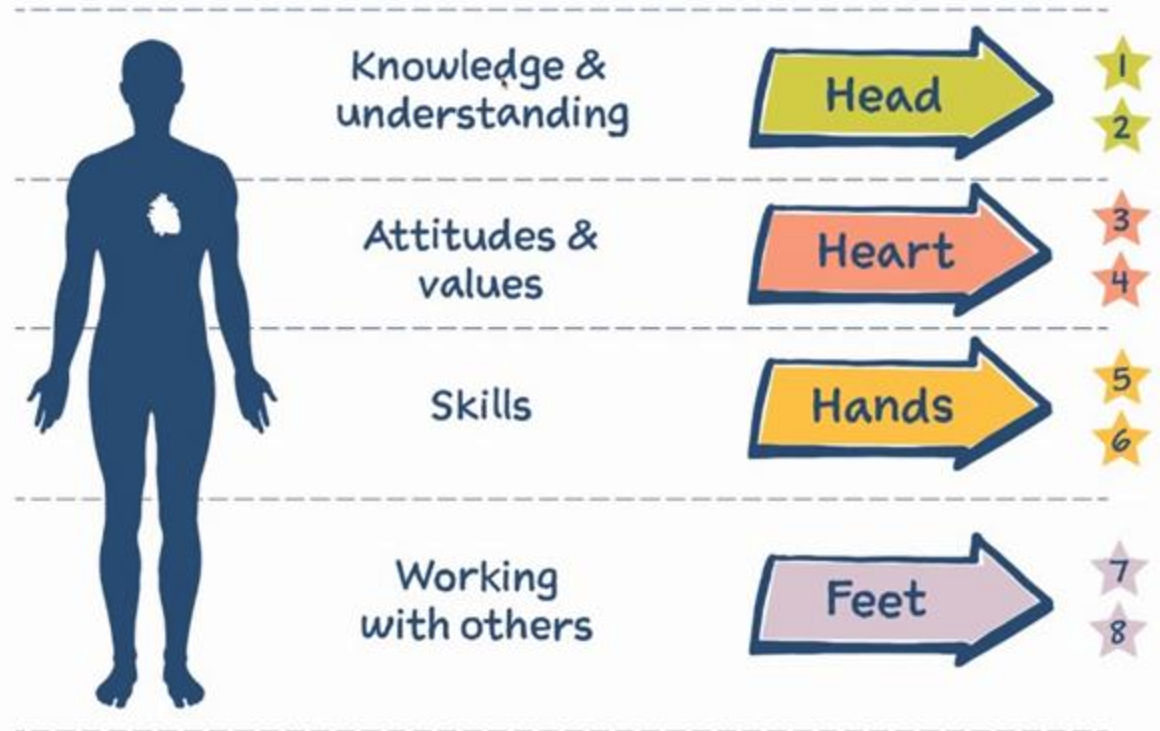 Knowledge &
understanding
Head
1
2
Attitudes &
values
Heart
3
4
Skills
Hands
5
6
Working
with others
Feet
7
8